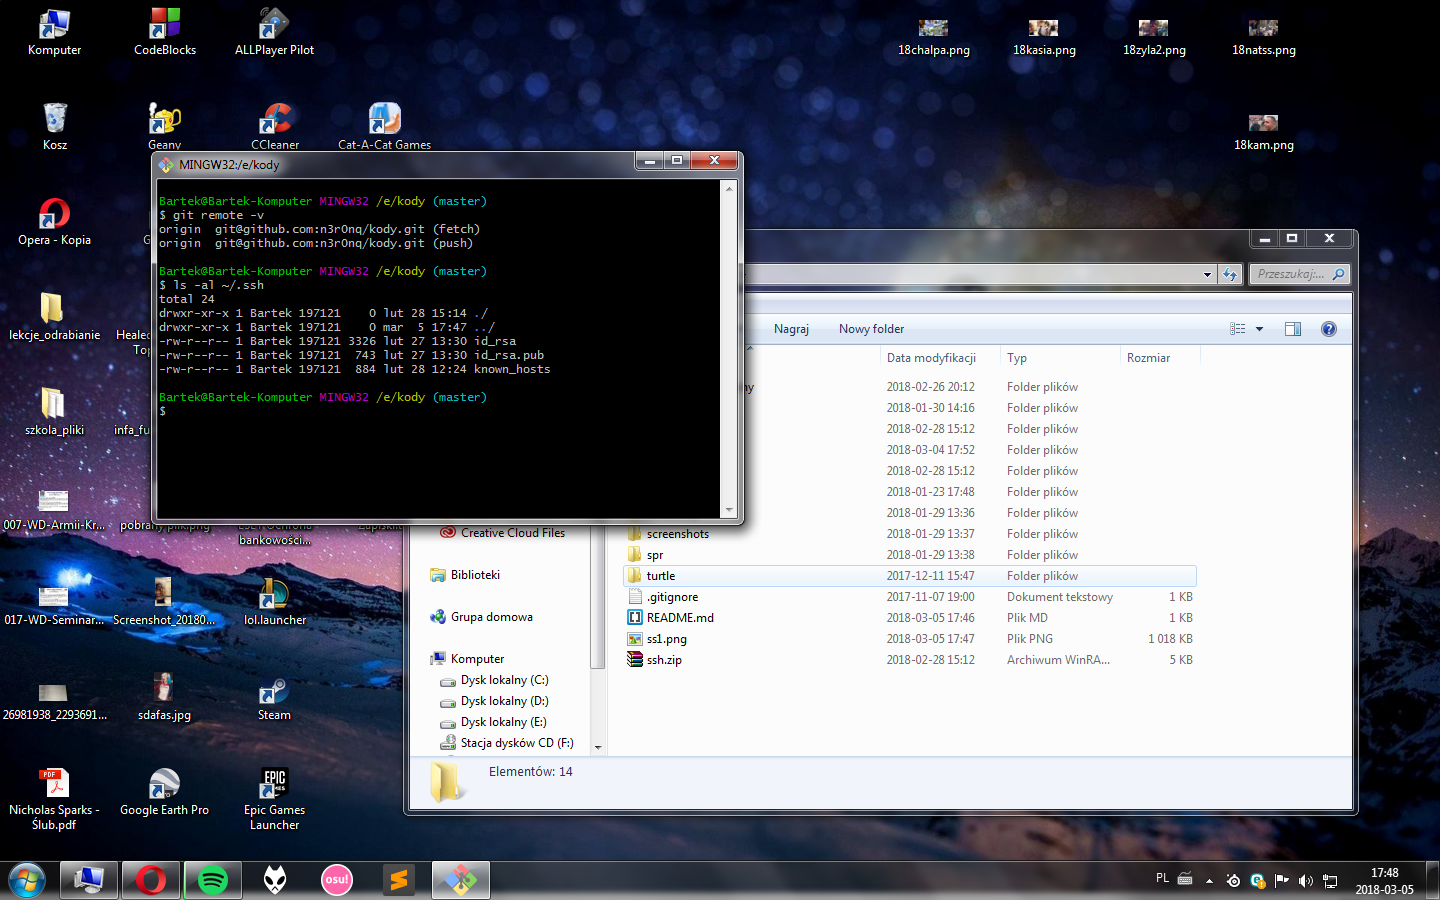 Komputer
CodeBlocks
ALLPlayer Pilot
18chalpa.png
18kasia.png
18zyla2.png
18natss.png
Kosz
Geany
CCleaner
Cat-A-Cat Games
18kam.png
MINGW32:/e/kody
Bartek@Bartek-Komputer MINGW32 /e/kody (master)
$ git remote -v
origin  git@github.com:n3r0nq/kody.git (fetch)
origin  git@github.com:n3r0nq/kody.git (push)
Bartek@Bartek-Komputer MINGW32 /e/kody (master)
$ ls -al ~/.ssh
total 24
drwxr-xr-x 1 Bartek 197121    0 lut 28 15:14 ./
drwxr-xr-x 1 Bartek 197121    0 mar  5 17:47 ../
-rw-r--r-- 1 Bartek 197121 3326 lut 27 13:30 id_rsa
-rw-r--r-- 1 Bartek 197121  743 lut 27 13:30 id_rsa.pub
-rw-r--r-- 1 Bartek 197121  884 lut 28 12:24 known_hosts
Bartek@Bartek-Komputer MINGW32 /e/kody (master)
$
Opera - Kopia
lekcje_odrabianie
Heale
Top
szkola_pliki
infa_fu
007-WD-Armii-Kr...
pobrany plik.png
bankowości...
017-WD-Seminar...
Screenshot_20180...
lol.launcher
26981938_2293691...
sdafas.jpg
Steam
Nicholas Sparks -
Ślub.pdf
Google Earth Pro
Epic Games
Launcher
Przeszukaj:...
Nagraj
Nowy folder
Data modyfikacji
Typ
Rozmiar
ny
2018-02-26 20:12 Folder plików
2018-01-30 14:16 Folder plików
2018-02-28 15:12 Folder plików
2018-03-04 17:52 Folder plików
2018-02-28 15:12 Folder plików
2018-01-23 17:48 Folder plików
2018-01-29 13:36 Folder plików
screenshots 2018-01-29 13:37 Folder plików
spr 2018-01-29 13:38 Folder plików
turtle 2017-12-11 15:47 Folder plików
.gitignore 2017-11-07 19:00 Dokument tekstowy 1 KB
README.md 2018-03-05 17:46 Plik MD 1 KB
ss1.png 2018-03-05 17:47 Plik PNG 1 018 KB
ssh.zip 2018-02-28 15:12 Archiwum WinRA... 5 KB
Creative Cloud Files
Biblioteki
Grupa domowa
Komputer
Dysk lokalny (C:)
Dysk lokalny (D:)
Dysk lokalny (E:)
Stacja dysków CD (F:)
Elementów: 14
EPIC
GAMES
osu!
PL
17:48
2018-03-05